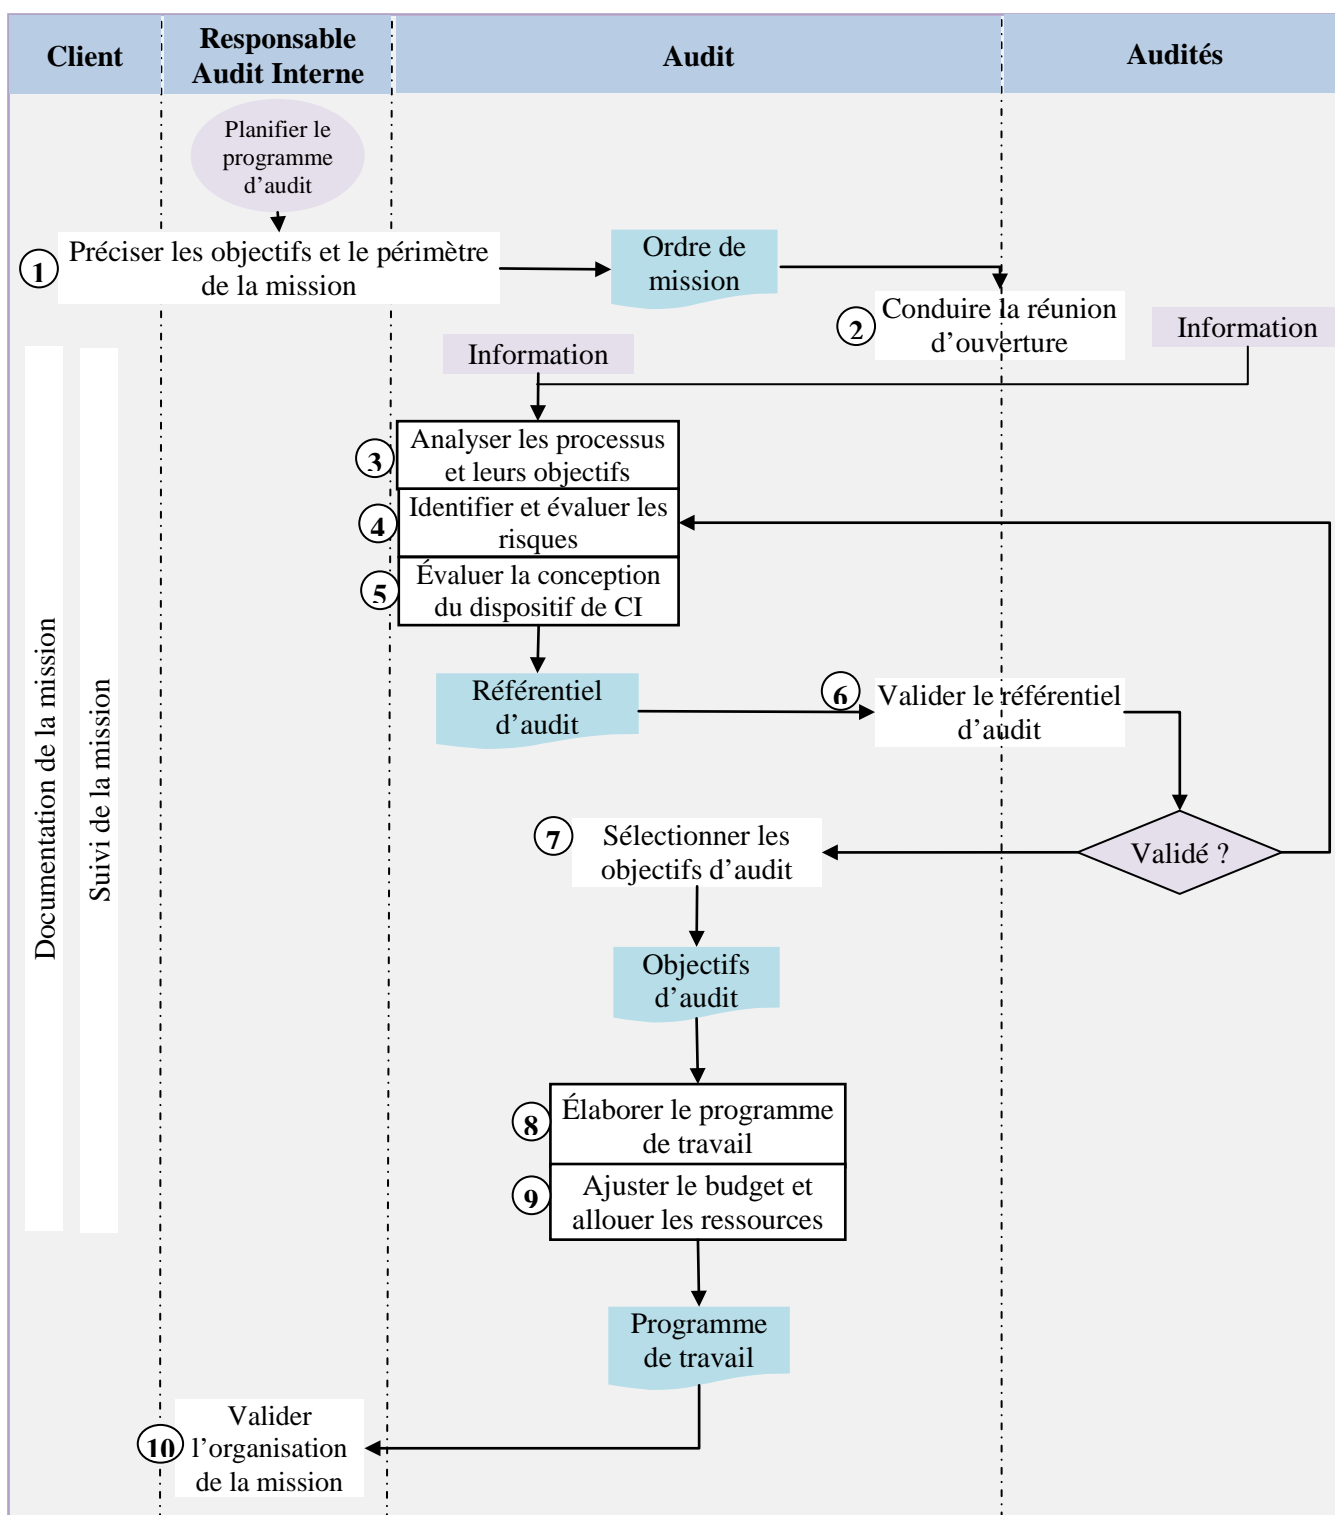 Client
Responsable
Audit Interne
Audit
Audités
Planifier le
programme
d’audit
1
Préciser les objectifs et le périmètre
de la mission
Ordre de
mission
2
Conduire la réunion
d’ouverture
Information
Information
3
Analyser les processus
et leurs objectifs
4
Identifier et évaluer les
risques
5
Évaluer la conception
du dispositif de CI
Référentiel
d’audit
6
Valider le référentiel
d’audit
Validé ?
7
Sélectionner les
objectifs d’audit
Objectifs
d’audit
8
Élaborer le programme
de travail
9
Ajuster le budget et
allouer les ressources
Programme
de travail
10
Valider
l’organisation
de la mission
Documentation de la mission
Suivi de la mission